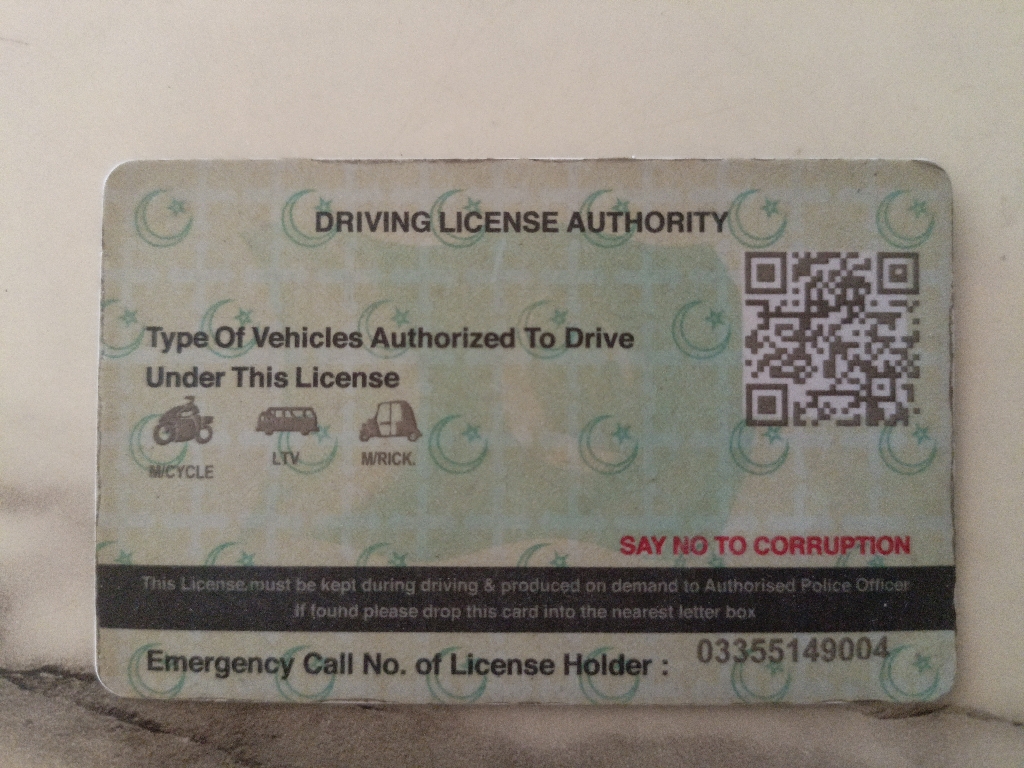 DRIVING LICENSE AUTHORITY
Type Of Vehicles Authorized To Drive
Under This License
M/CYCLE LTV M/RICK.
SAY NO TO CORRUPTION
This License.must be kept during driving & produced on demand to Authorised Police Officer
If found please drop this card into the nearest letter box
Emergency Call No. of License Holder : 03355149004